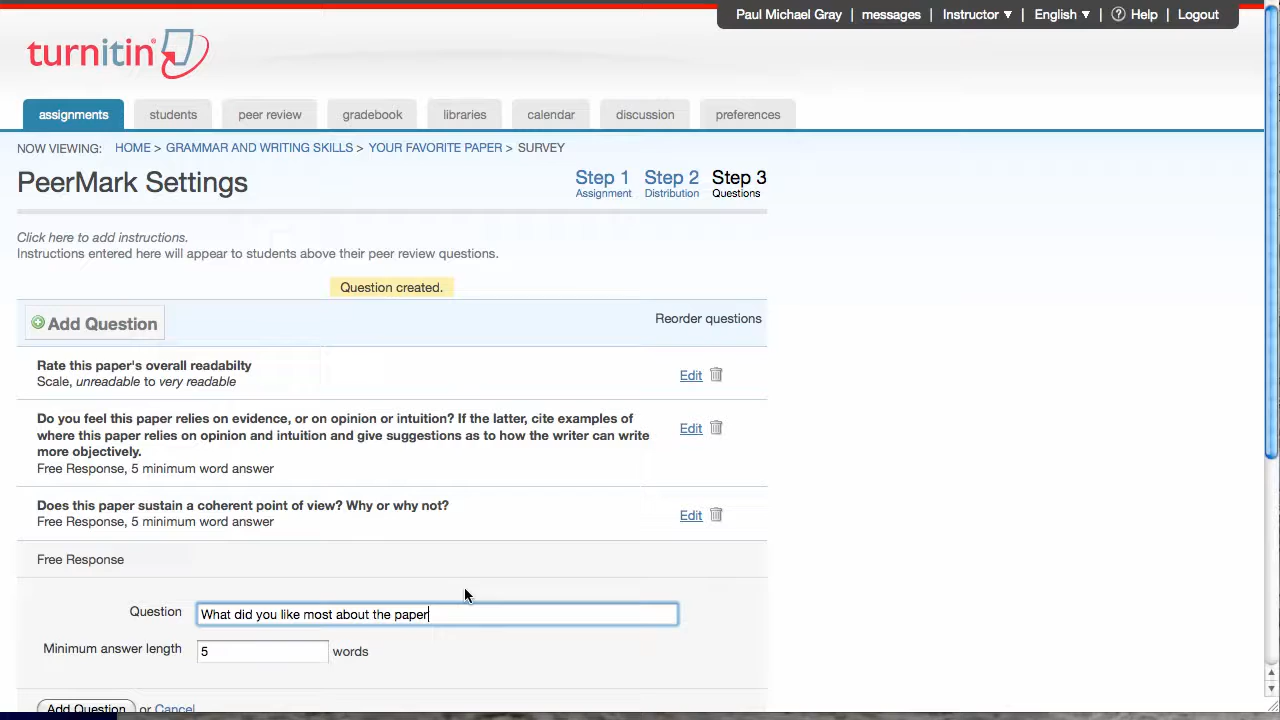 Paul Michael Gray | messages | Instructor ▼ | English ▼ | ? Help | Logout
turnitin
assignments students peer review gradebook libraries calendar discussion preferences
NOW VIEWING: HOME > GRAMMAR AND WRITING SKILLS > YOUR FAVORITE PAPER > SURVEY
PeerMark Settings
Step 1 Step 2 Step 3
Assignment Distribution Questions
Click here to add instructions.
Instructions entered here will appear to students above their peer review questions.
Question created.
Add Question
Reorder questions
Rate this paper's overall readabilty
Scale, unreadable to very readable
Edit
Do you feel this paper relies on evidence, or on opinion or intuition? If the latter, cite examples of
where this paper relies on opinion and intuition and give suggestions as to how the writer can write
more objectively.
Free Response, 5 minimum word answer
Edit
Does this paper sustain a coherent point of view? Why or why not?
Free Response, 5 minimum word answer
Edit
Free Response
Question What did you like most about the paper
Minimum answer length 5 words
Add Question or Cancel